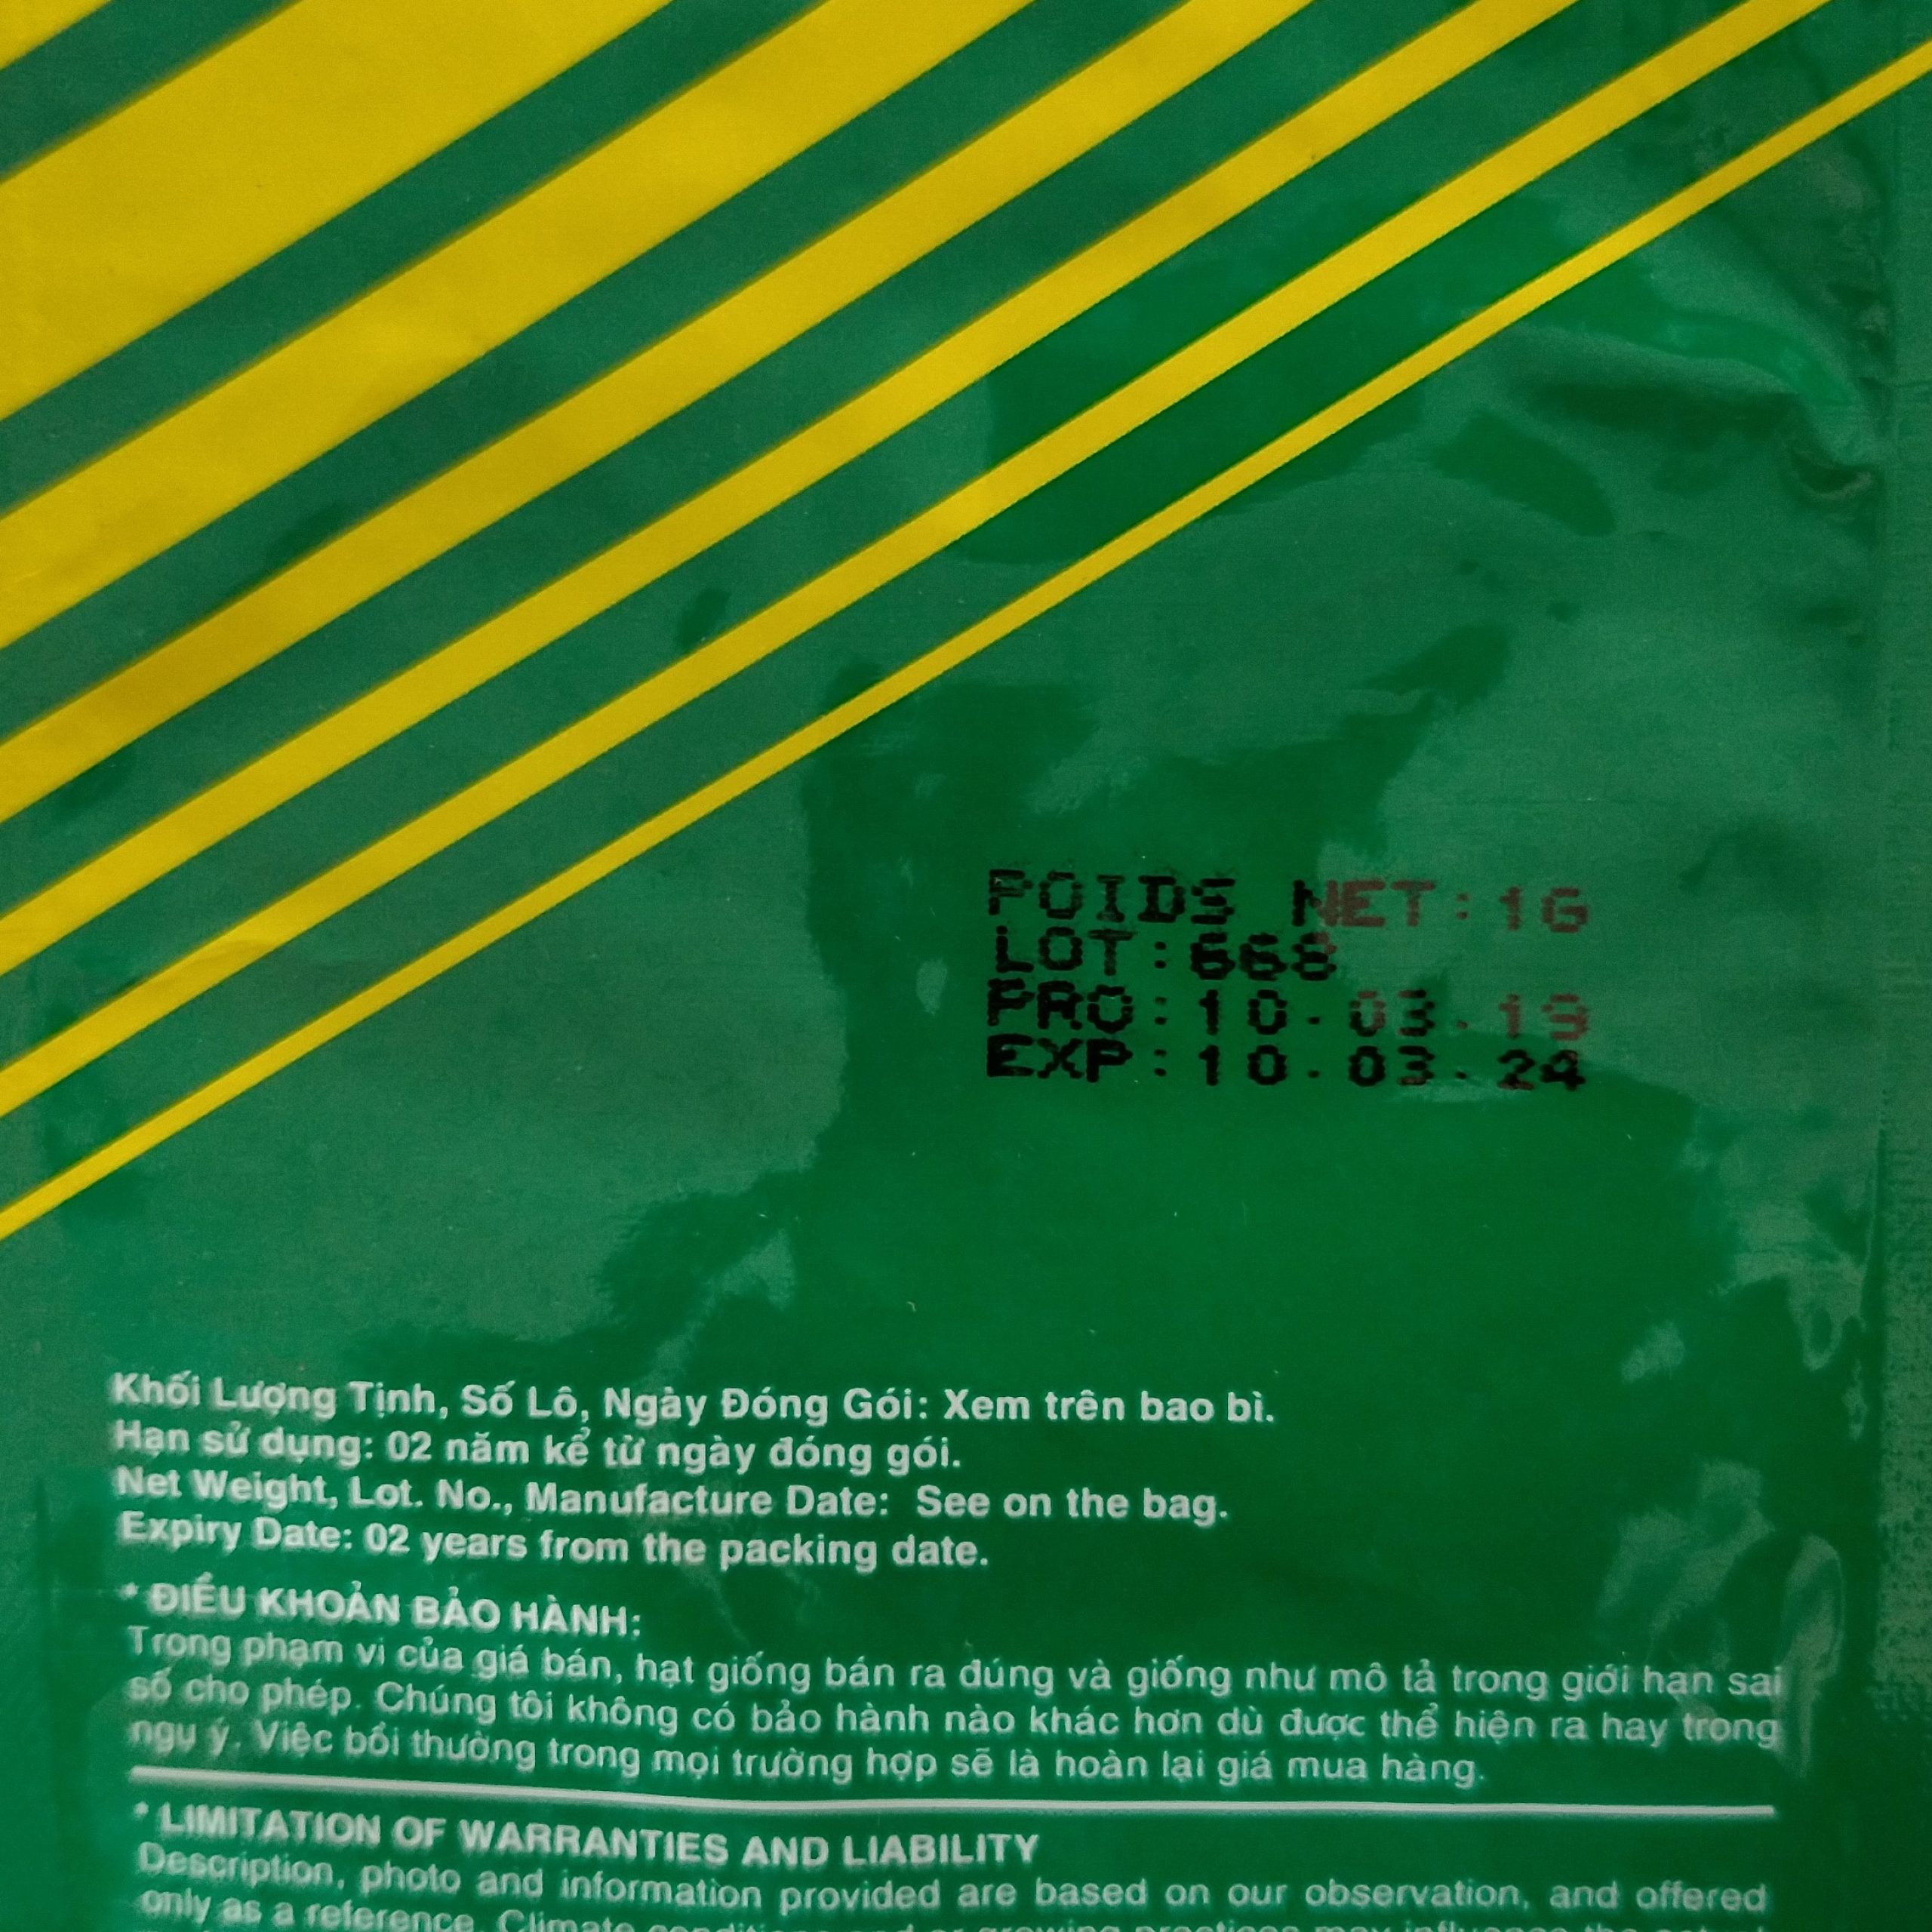 POIDS NET:1G
LOT:668
PRO:10.03.19
EXP:10.03.24
Khối Lượng Tịnh, Số Lô, Ngày Đóng Gói: Xem trên bao bì.
Hạn sử dụng: 02 năm kể từ ngày đóng gói.
Net Weight, Lot. No., Manufacture Date: See on the bag.
Expiry Date: 02 years from the packing date.
* ĐIỀU KHOẢN BẢO HÀNH:
Trong phạm vi của giá bán, hạt giống bán ra đúng và giống như mô tả trong giới hạn sai
số cho phép. Chúng tôi không có bảo hành nào khác hơn dù được thể hiện ra hay trong
ngụ ý. Việc bồi thường trong mọi trường hợp sẽ là hoàn lại giá mua hàng.
* LIMITATION OF WARRANTIES AND LIABILITY
Description, photo and information provided are based on our observation, and offered
only as a reference. Climate